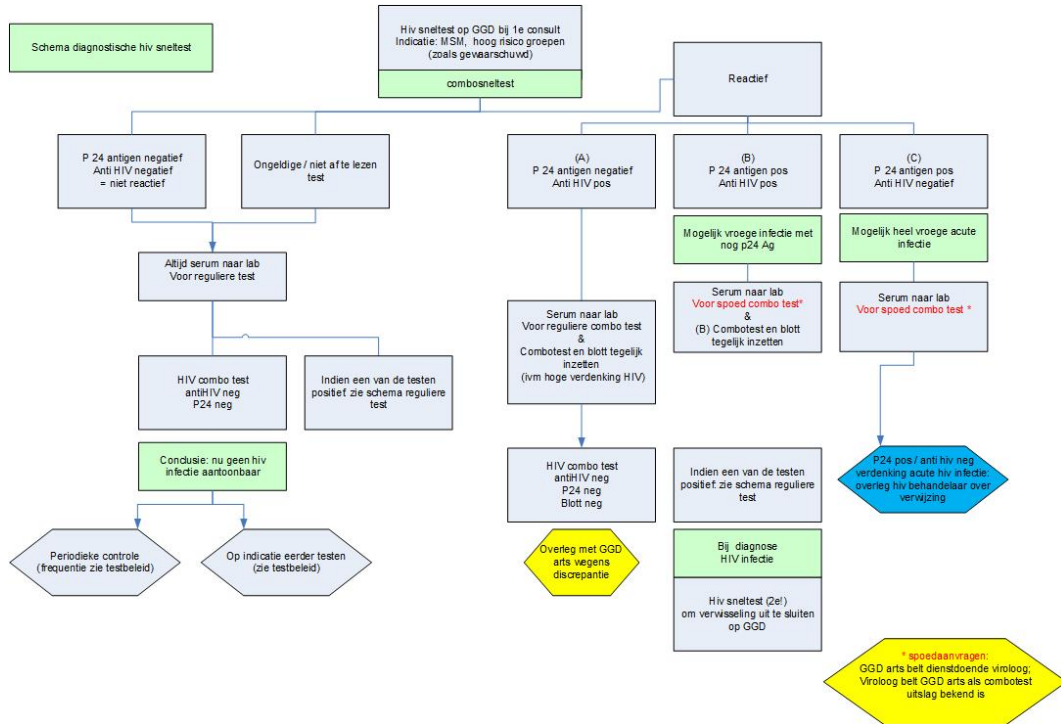 Schema diagnostische hiv sneltest
Hiv sneltest op GGD bij 1e consult
Indicatie: MSM, hoog risico groepen
(zoals gewaarschuwd)
combosneltest
Reactief
P 24 antigen negatief
Anti HIV negatief
= niet reactief
Ongeldige / niet af te lezen
test
(A)
P 24 antigen negatief
Anti HIV pos
(B)
P 24 antigen pos
Anti HIV pos
(C)
P 24 antigen pos
Anti HIV negatief
Mogelijk vroege infectie met
nog p24 Ag
Mogelijk heel vroege acute
infectie
Altijd serum naar lab
Voor reguliere test
Serum naar lab
Voor reguliere combo test
&
Combotest en blott tegelijk
inzetten
(ivm hoge verdenking HIV)
Serum naar lab
Voor spoed combo test*
&
(B) Combotest en blott
tegelijk inzetten
Serum naar lab
Voor spoed combo test *
HIV combo test
antiHIV neg
P24 neg
Indien een van de testen
positief: zie schema reguliere
test
Conclusie: nu geen hiv
infectie aantoonbaar
Periodieke controle
(frequentie zie testbeleid)
Op indicatie eerder testen
(zie testbeleid)
HIV combo test
antiHIV neg
P24 neg
Blott neg
Indien een van de testen
positief: zie schema reguliere
test
P24 pos / anti hiv neg
verdenking acute hiv infectie:
overleg hiv behandelaar over
verwijzing
Overleg met GGD
arts wegens
discrepantie
Bij diagnose
HIV infectie
Hiv sneltest (2e!)
om verwisseling uit te sluiten
op GGD
* spoedaanvragen:
GGD arts belt dienstdoende viroloog;
Viroloog belt GGD arts als combotest
uitslag bekend is